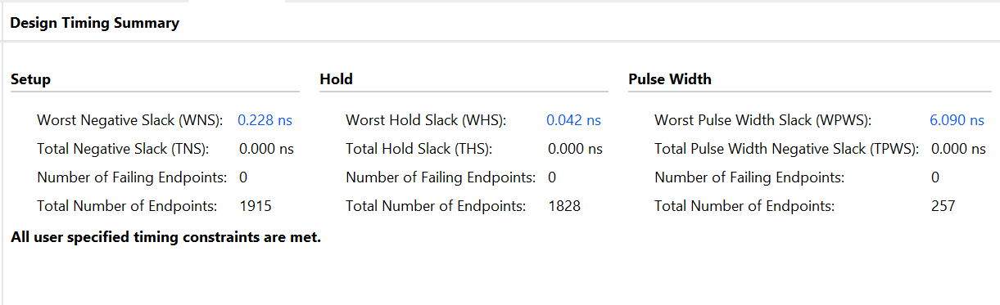 Design Timing Summary
Setup
Hold
Pulse Width
Worst Negative Slack (WNS): 0.228 ns
Worst Hold Slack (WHS): 0.042 ns
Worst Pulse Width Slack (WPWS): 6.090 ns
Total Negative Slack (TNS): 0.000 ns
Total Hold Slack (THS): 0.000 ns
Total Pulse Width Negative Slack (TPWS): 0.000 ns
Number of Failing Endpoints: 0
Number of Failing Endpoints: 0
Number of Failing Endpoints: 0
Total Number of Endpoints: 1915
Total Number of Endpoints: 1828
Total Number of Endpoints: 257
All user specified timing constraints are met.